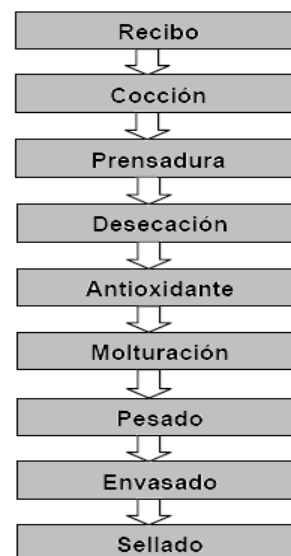 Recibo
Cocción
Prensadura
Desecación
Antioxidante
Molturación
Pesado
Envasado
Sellado